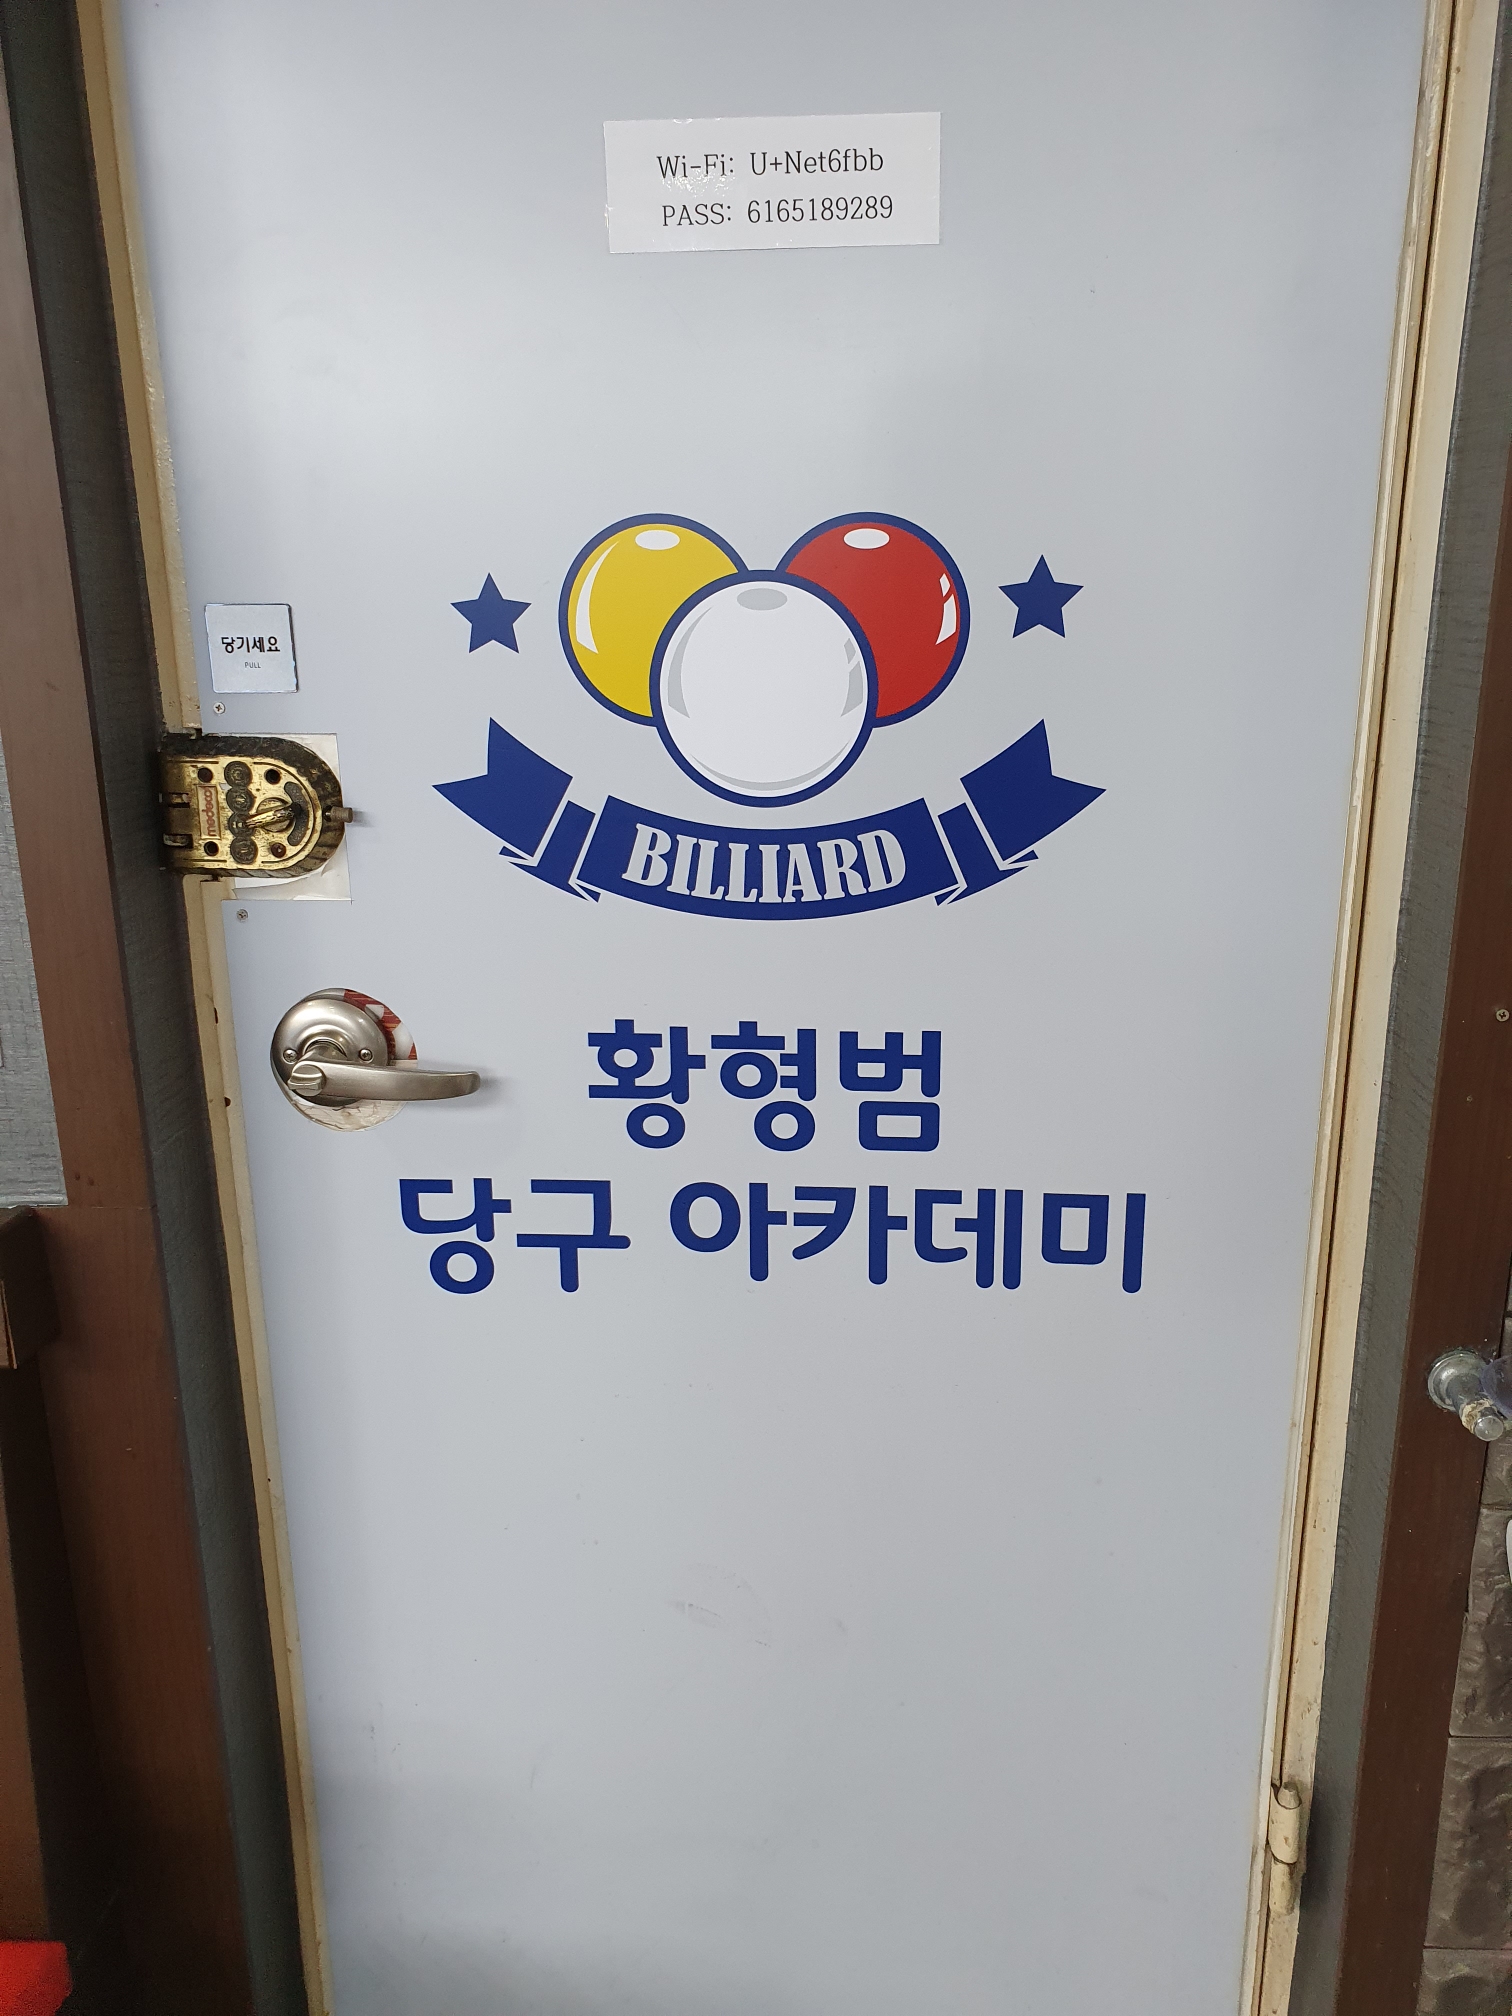 Wi-Fi: U+Net6fbb
PASS: 6165189289
당기세요
PULL
BILLIARD
황형범
당구 아카데미